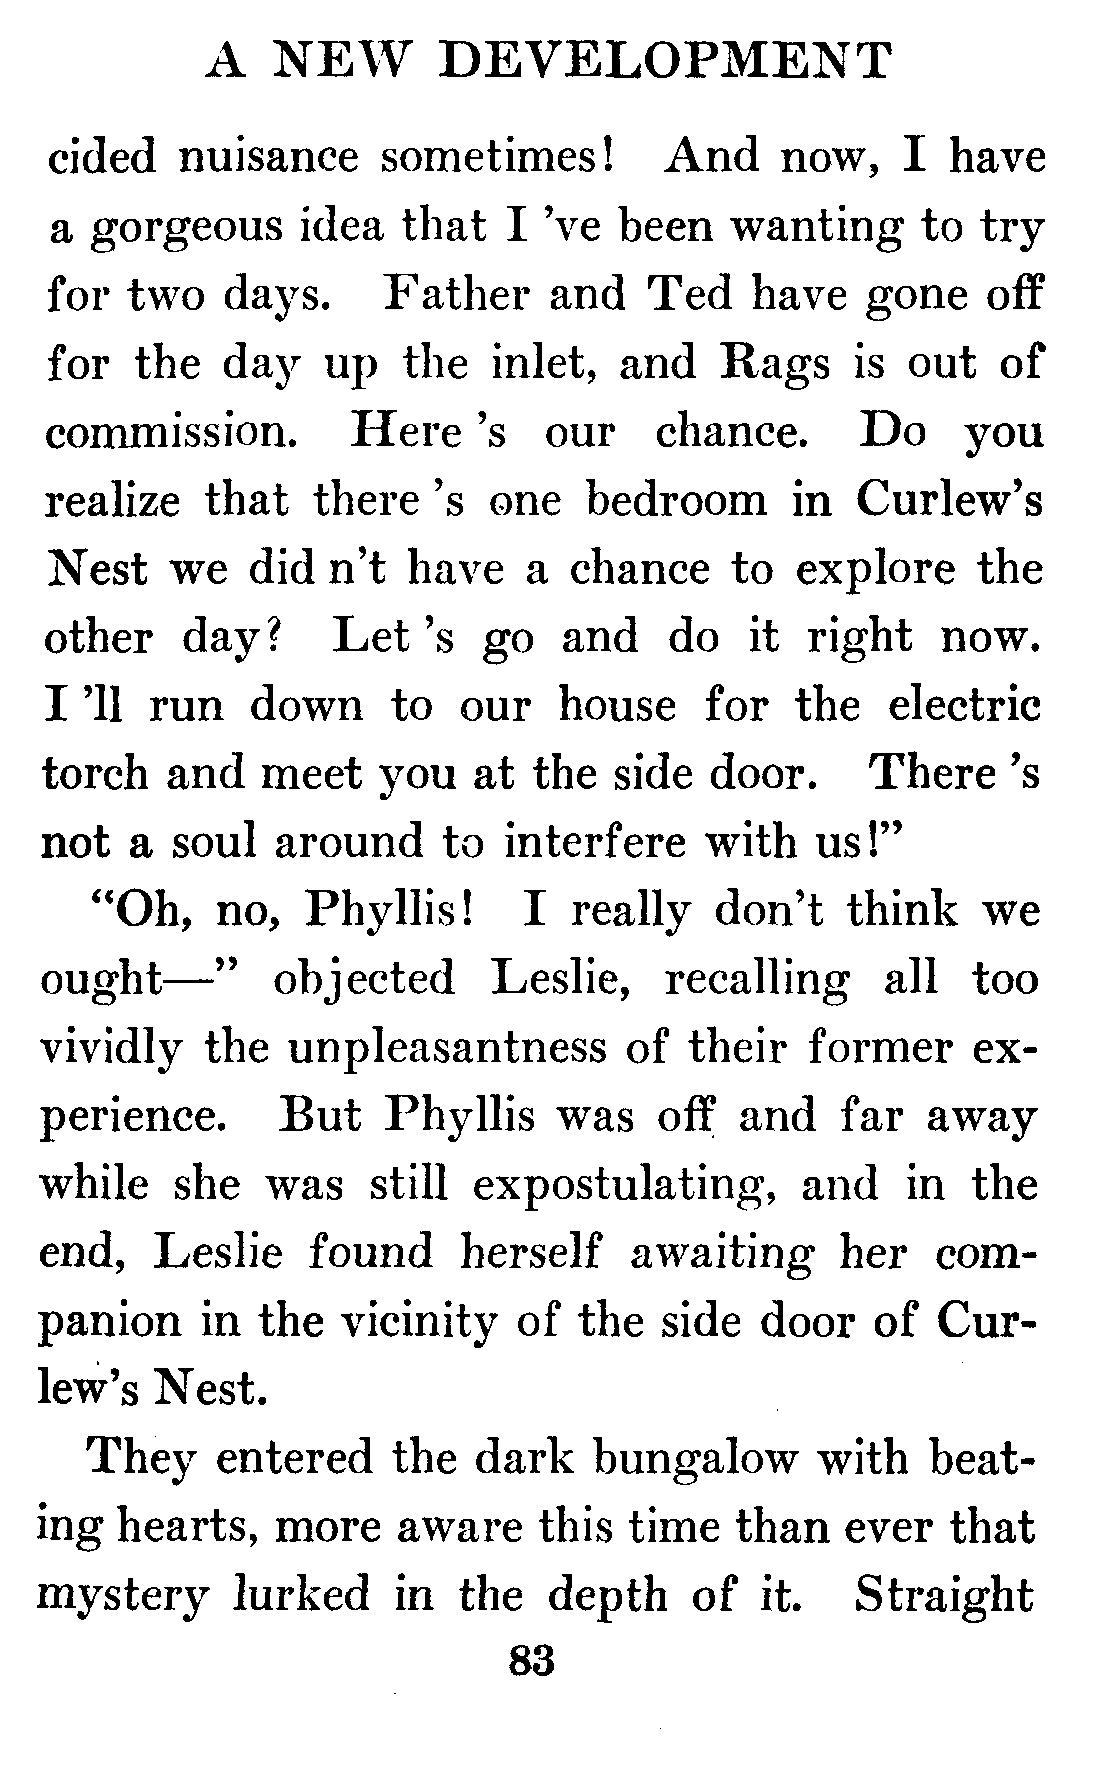 A NEW DEVELOPMENT
cided nuisance sometimes! And now, I have
a gorgeous idea that I 've been wanting to try
for two days. Father and Ted have gone off
for the day up the inlet, and Rags is out of
commission. Here 's our chance. Do you
realize that there 's one bedroom in Curlew's
Nest we did n't have a chance to explore the
other day? Let 's go and do it right now.
I 'll run down to our house for the electric
torch and meet you at the side door. There 's
not a soul around to interfere with us!”
“Oh, no, Phyllis! I really don't think we
ought—” objected Leslie, recalling all too
vividly the unpleasantness of their former ex-
perience. But Phyllis was off and far away
while she was still expostulating, and in the
end, Leslie found herself awaiting her com-
panion in the vicinity of the side door of Cur-
lew's Nest.
They entered the dark bungalow with beat-
ing hearts, more aware this time than ever that
mystery lurked in the depth of it. Straight
83